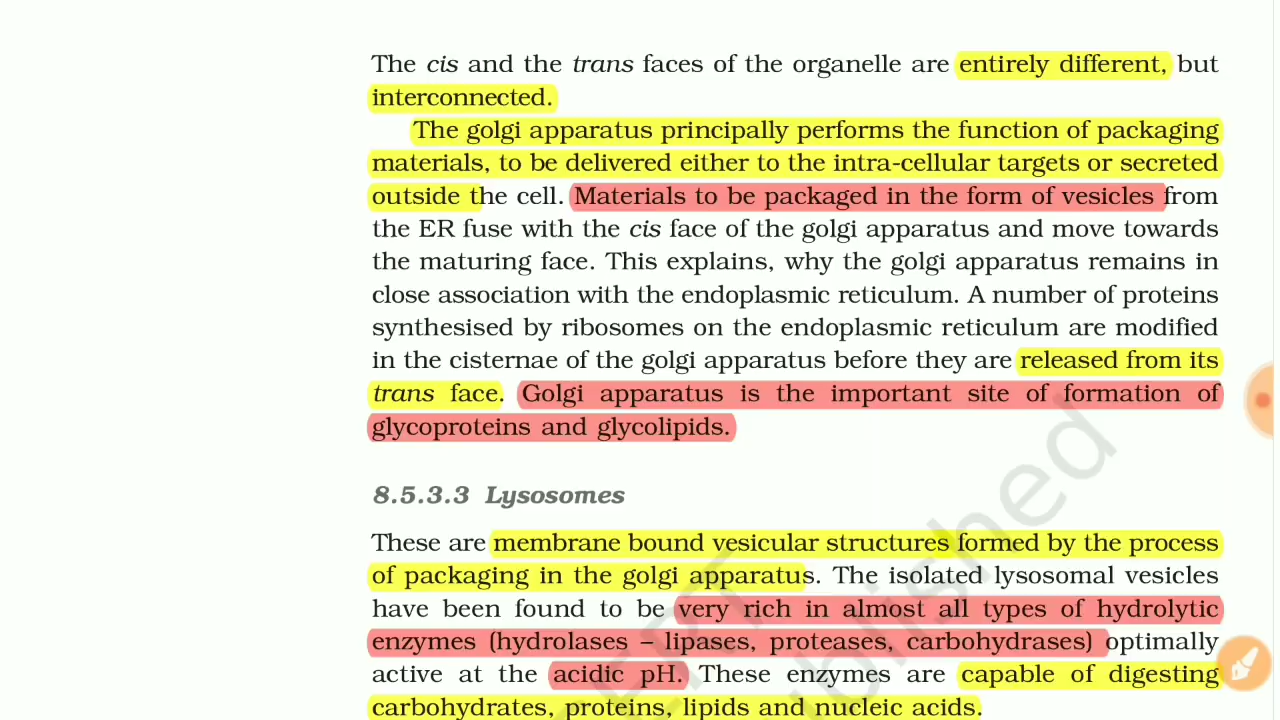 The cis and the trans faces of the organelle are entirely different, but
interconnected.
The golgi apparatus principally performs the function of packaging
materials, to be delivered either to the intra-cellular targets or secreted
outside the cell. Materials to be packaged in the form of vesicles from
the ER fuse with the cis face of the golgi apparatus and move towards
the maturing face. This explains, why the golgi apparatus remains in
close association with the endoplasmic reticulum. A number of proteins
synthesised by ribosomes on the endoplasmic reticulum are modified
in the cisternae of the golgi apparatus before they are released from its
trans face. Golgi apparatus is the important site of formation of
glycoproteins and glycolipids.
8.5.3.3 Lysosomes
These are membrane bound vesicular structures formed by the process
of packaging in the golgi apparatus. The isolated lysosomal vesicles
have been found to be very rich in almost all types of hydrolytic
enzymes (hydrolases – lipases, proteases, carbohydrases) optimally
active at the acidic pH. These enzymes are capable of digesting
carbohydrates, proteins, lipids and nucleic acids.